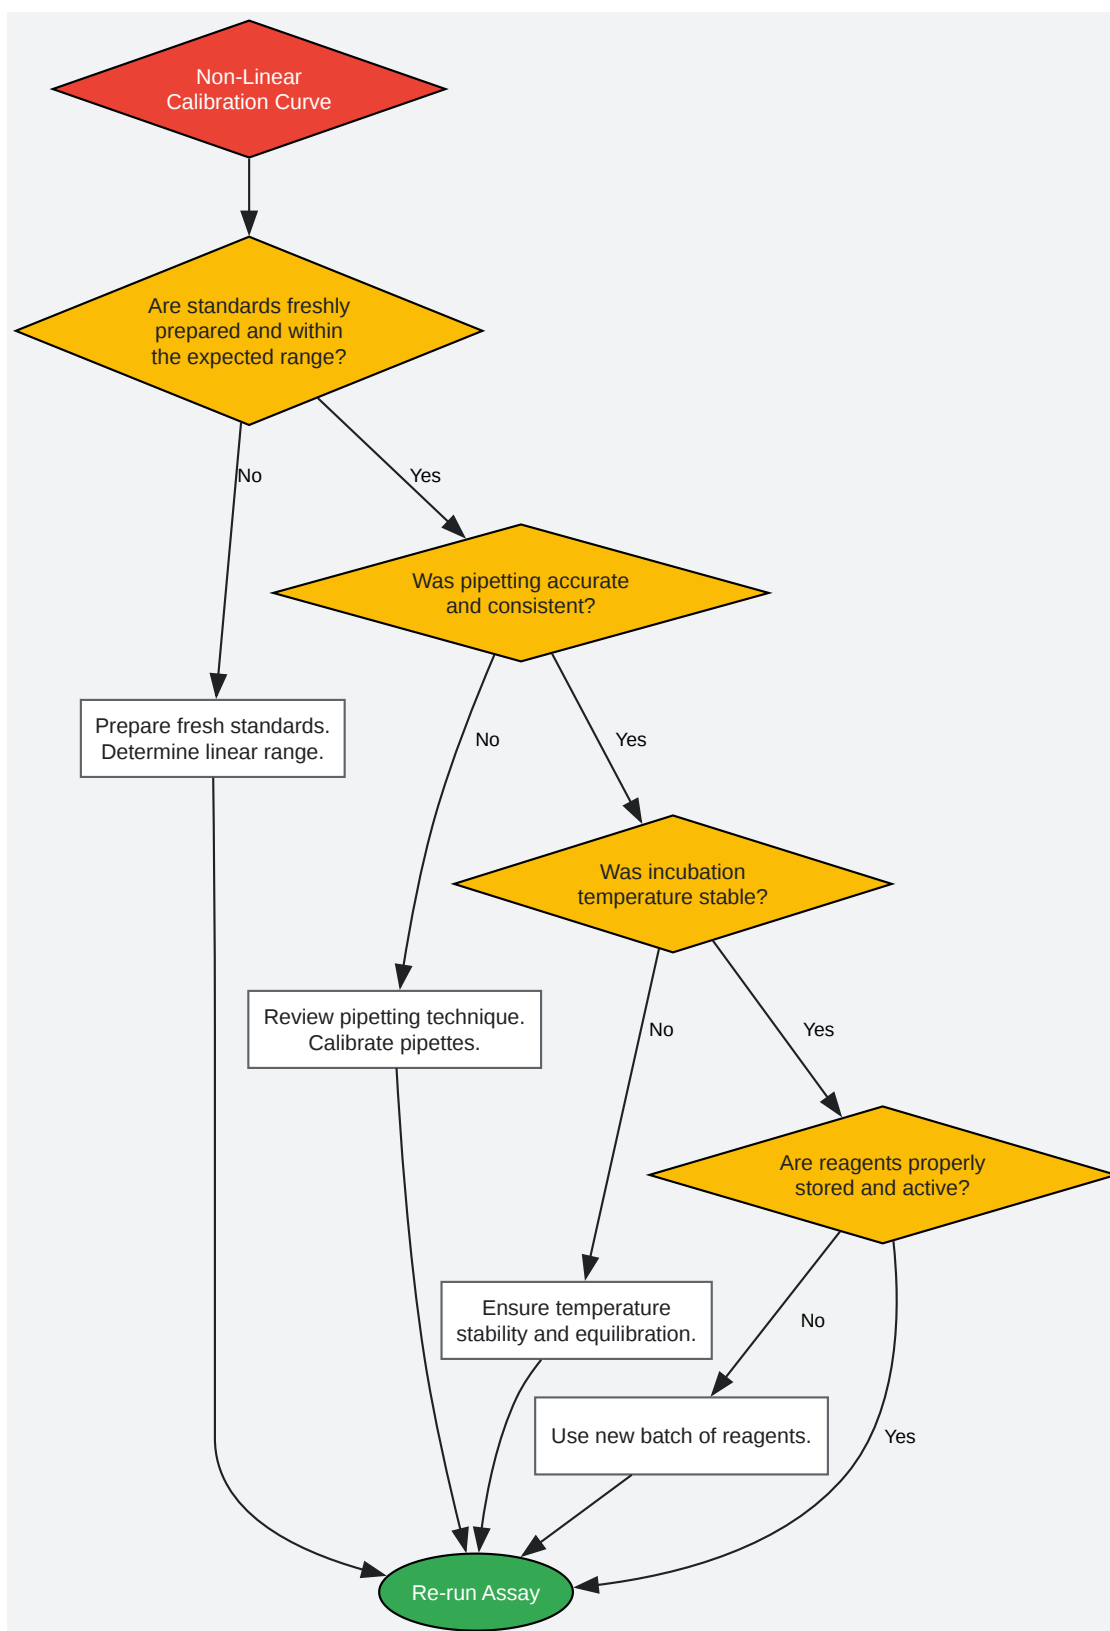 Non-Linear
Calibration Curve
Are standards freshly
prepared and within
the expected range?
No
Yes
Was pipetting accurate
and consistent?
Prepare fresh standards.
Determine linear range.
No
Yes
Was incubation
temperature stable?
Review pipetting technique.
Calibrate pipettes.
No
Yes
Are reagents properly
stored and active?
Ensure temperature
stability and equilibration.
No
Use new batch of reagents.
Yes
Re-run Assay